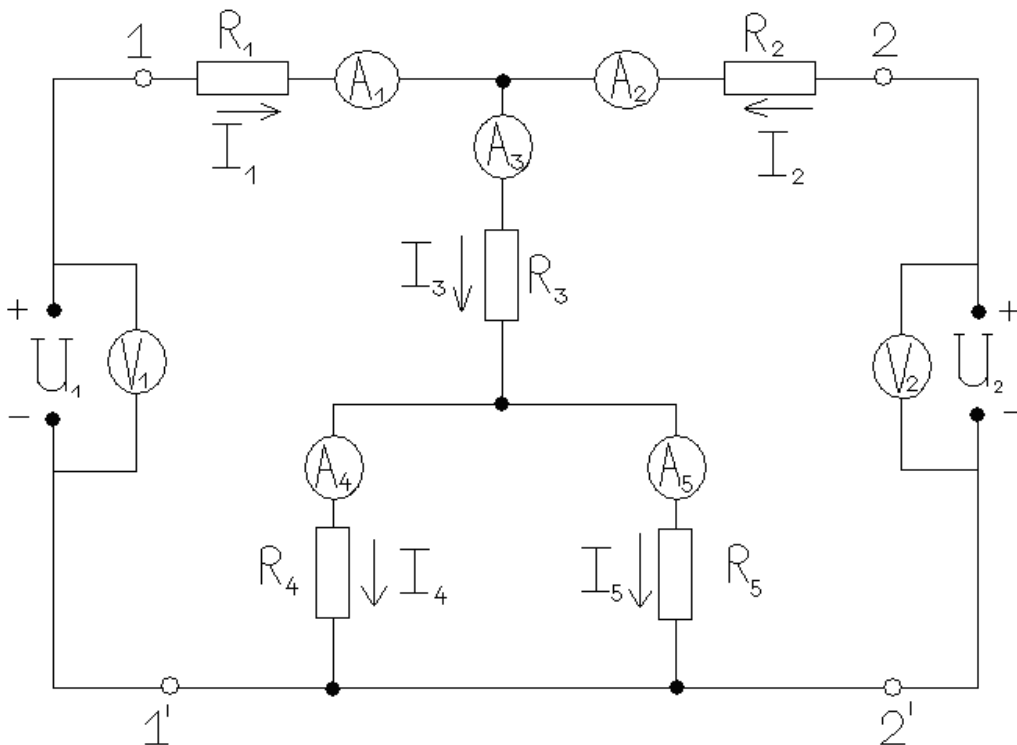 1 R₁ A₁ A₂ R₂ 2
I₁ A₃ I₂
I₃ R₃
+ U₁ - V₁ V₂ + U₂ -
A₄ A₅
R₄ I₄ I₅ R₅
1' 2'